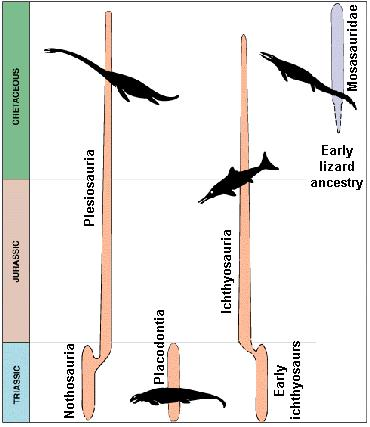 CRETACEOUS
JURASSIC
TRIASSIC
Plesiosauria
Nothosauria
Placodontia
Ichthyosauria
Early
ichthyosaurs
Mosasauridae
Early
lizard
ancestry